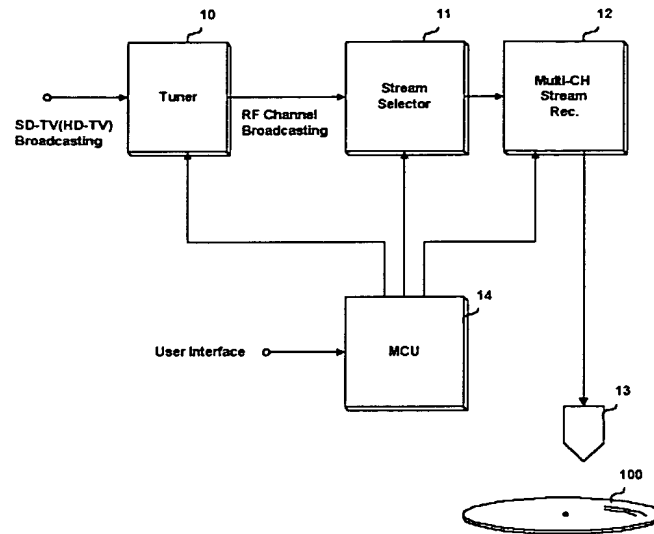 10
11
12
Tuner
Stream
Selector
Multi-CH
Stream
Rec.
SD-TV(HD-TV)
Broadcasting
RF Channel
Broadcasting
14
User Interface
MCU
13
100